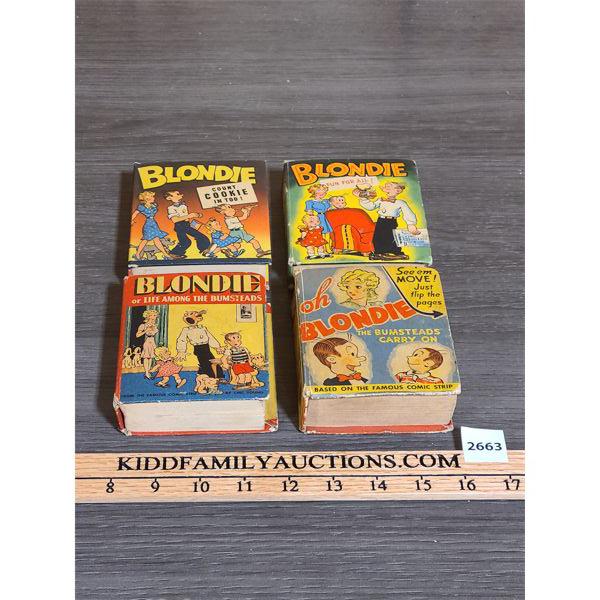 BLONDIE
COUNT
COOKIE
IN TOO!
BLONDIE
FUN FOR ALL!
BLONDIE
or LIFE AMONG THE BUMSTEADS
oh
BLONDIE
THE BUMSTEADS
CARRY ON
See'em
MOVE!
Just
flip the
pages
BASED ON THE FAMOUS COMIC STRIP
2663
KIDDFAMILYAUCTIONS.COM
8 9 10 11 12 13 14 15 16 17